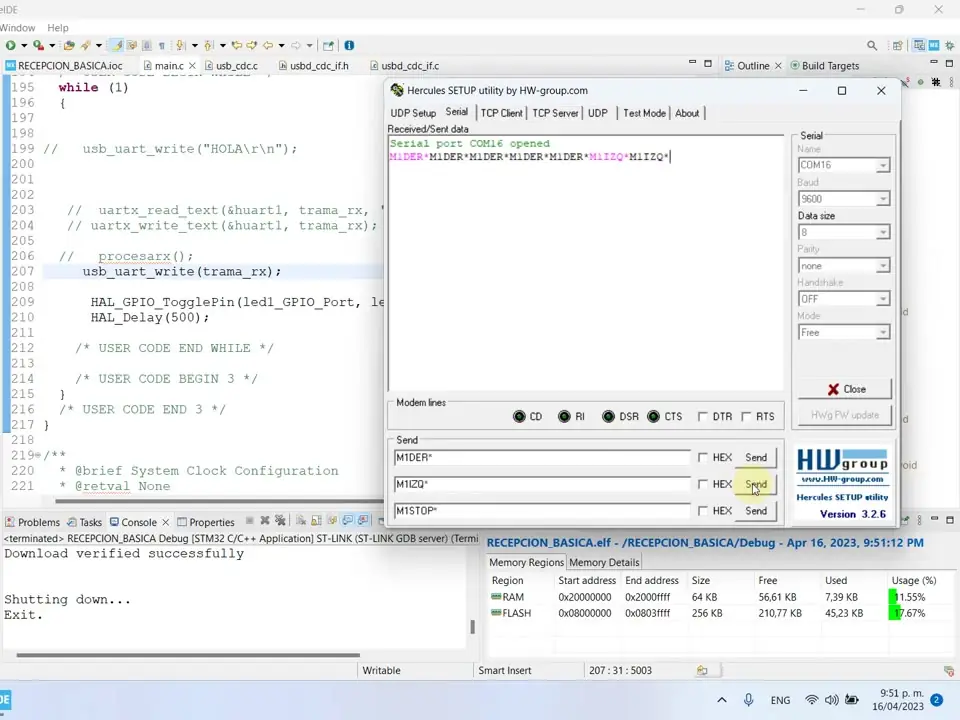 eIDE
Window Help
RECEPCION_BASICA.ioc main.c usb_cdc.c usbd_cdc_if.h usbd_cdc_if.c Outline Build Targets
195 while (1)
196 {
197
198
199 // usb_uart_write("HOLA\r\n");
200
201
202
203 // uartx_read_text(&huart1, trama_rx, '
204 // uartx_write_text(&huart1, trama_rx);
205
206 // procesarx();
207 usb_uart_write(trama_rx);
208
209 HAL_GPIO_TogglePin(led1_GPIO_Port, le
210 HAL_Delay(500);
211
212 /* USER CODE END WHILE */
213
214 /* USER CODE BEGIN 3 */
215 }
216 /* USER CODE END 3 */
217 }
218
219 /**
220 * @brief System Clock Configuration
221 * @retval None
Hercules SETUP utility by HW-group.com
UDP Setup Serial TCP Client TCP Server UDP Test Mode About
Received/Sent data
Serial port COM16 opened
M1DER*M1DER*M1DER*M1DER*M1DER*M1IZQ*M1IZQ*
Serial
Name
COM16
Baud
9600
Data size
8
Parity
none
Handshake
OFF
Mode
Free
Close
HWg FW update
Modem lines
CD RI DSR CTS DTR RTS
Send
M1DER* HEX Send
M1IZQ* HEX Send
M1STOP* HEX Send
HWgroup
www.HW-group.com
Hercules SETUP utility
Version 3.2.6
Problems Tasks Console Properties
<terminated> RECEPCION_BASICA Debug [STM32 C/C++ Application] ST-LINK (ST-LINK GDB server) (Termi
Download verified successfully
Shutting down...
Exit.
RECEPCION_BASICA.elf - /RECEPCION_BASICA/Debug - Apr 16, 2023, 9:51:12 PM
Memory Regions Memory Details
Region Start address End address Size Free Used Usage (%)
RAM 0x20000000 0x2000ffff 64 KB 56,61 KB 7,39 KB 11.55%
FLASH 0x08000000 0x0803ffff 256 KB 210,77 KB 45,23 KB 17.67%
Writable Smart Insert 207 : 31 : 5003
DE
ENG
9:51 p. m.
16/04/2023
2